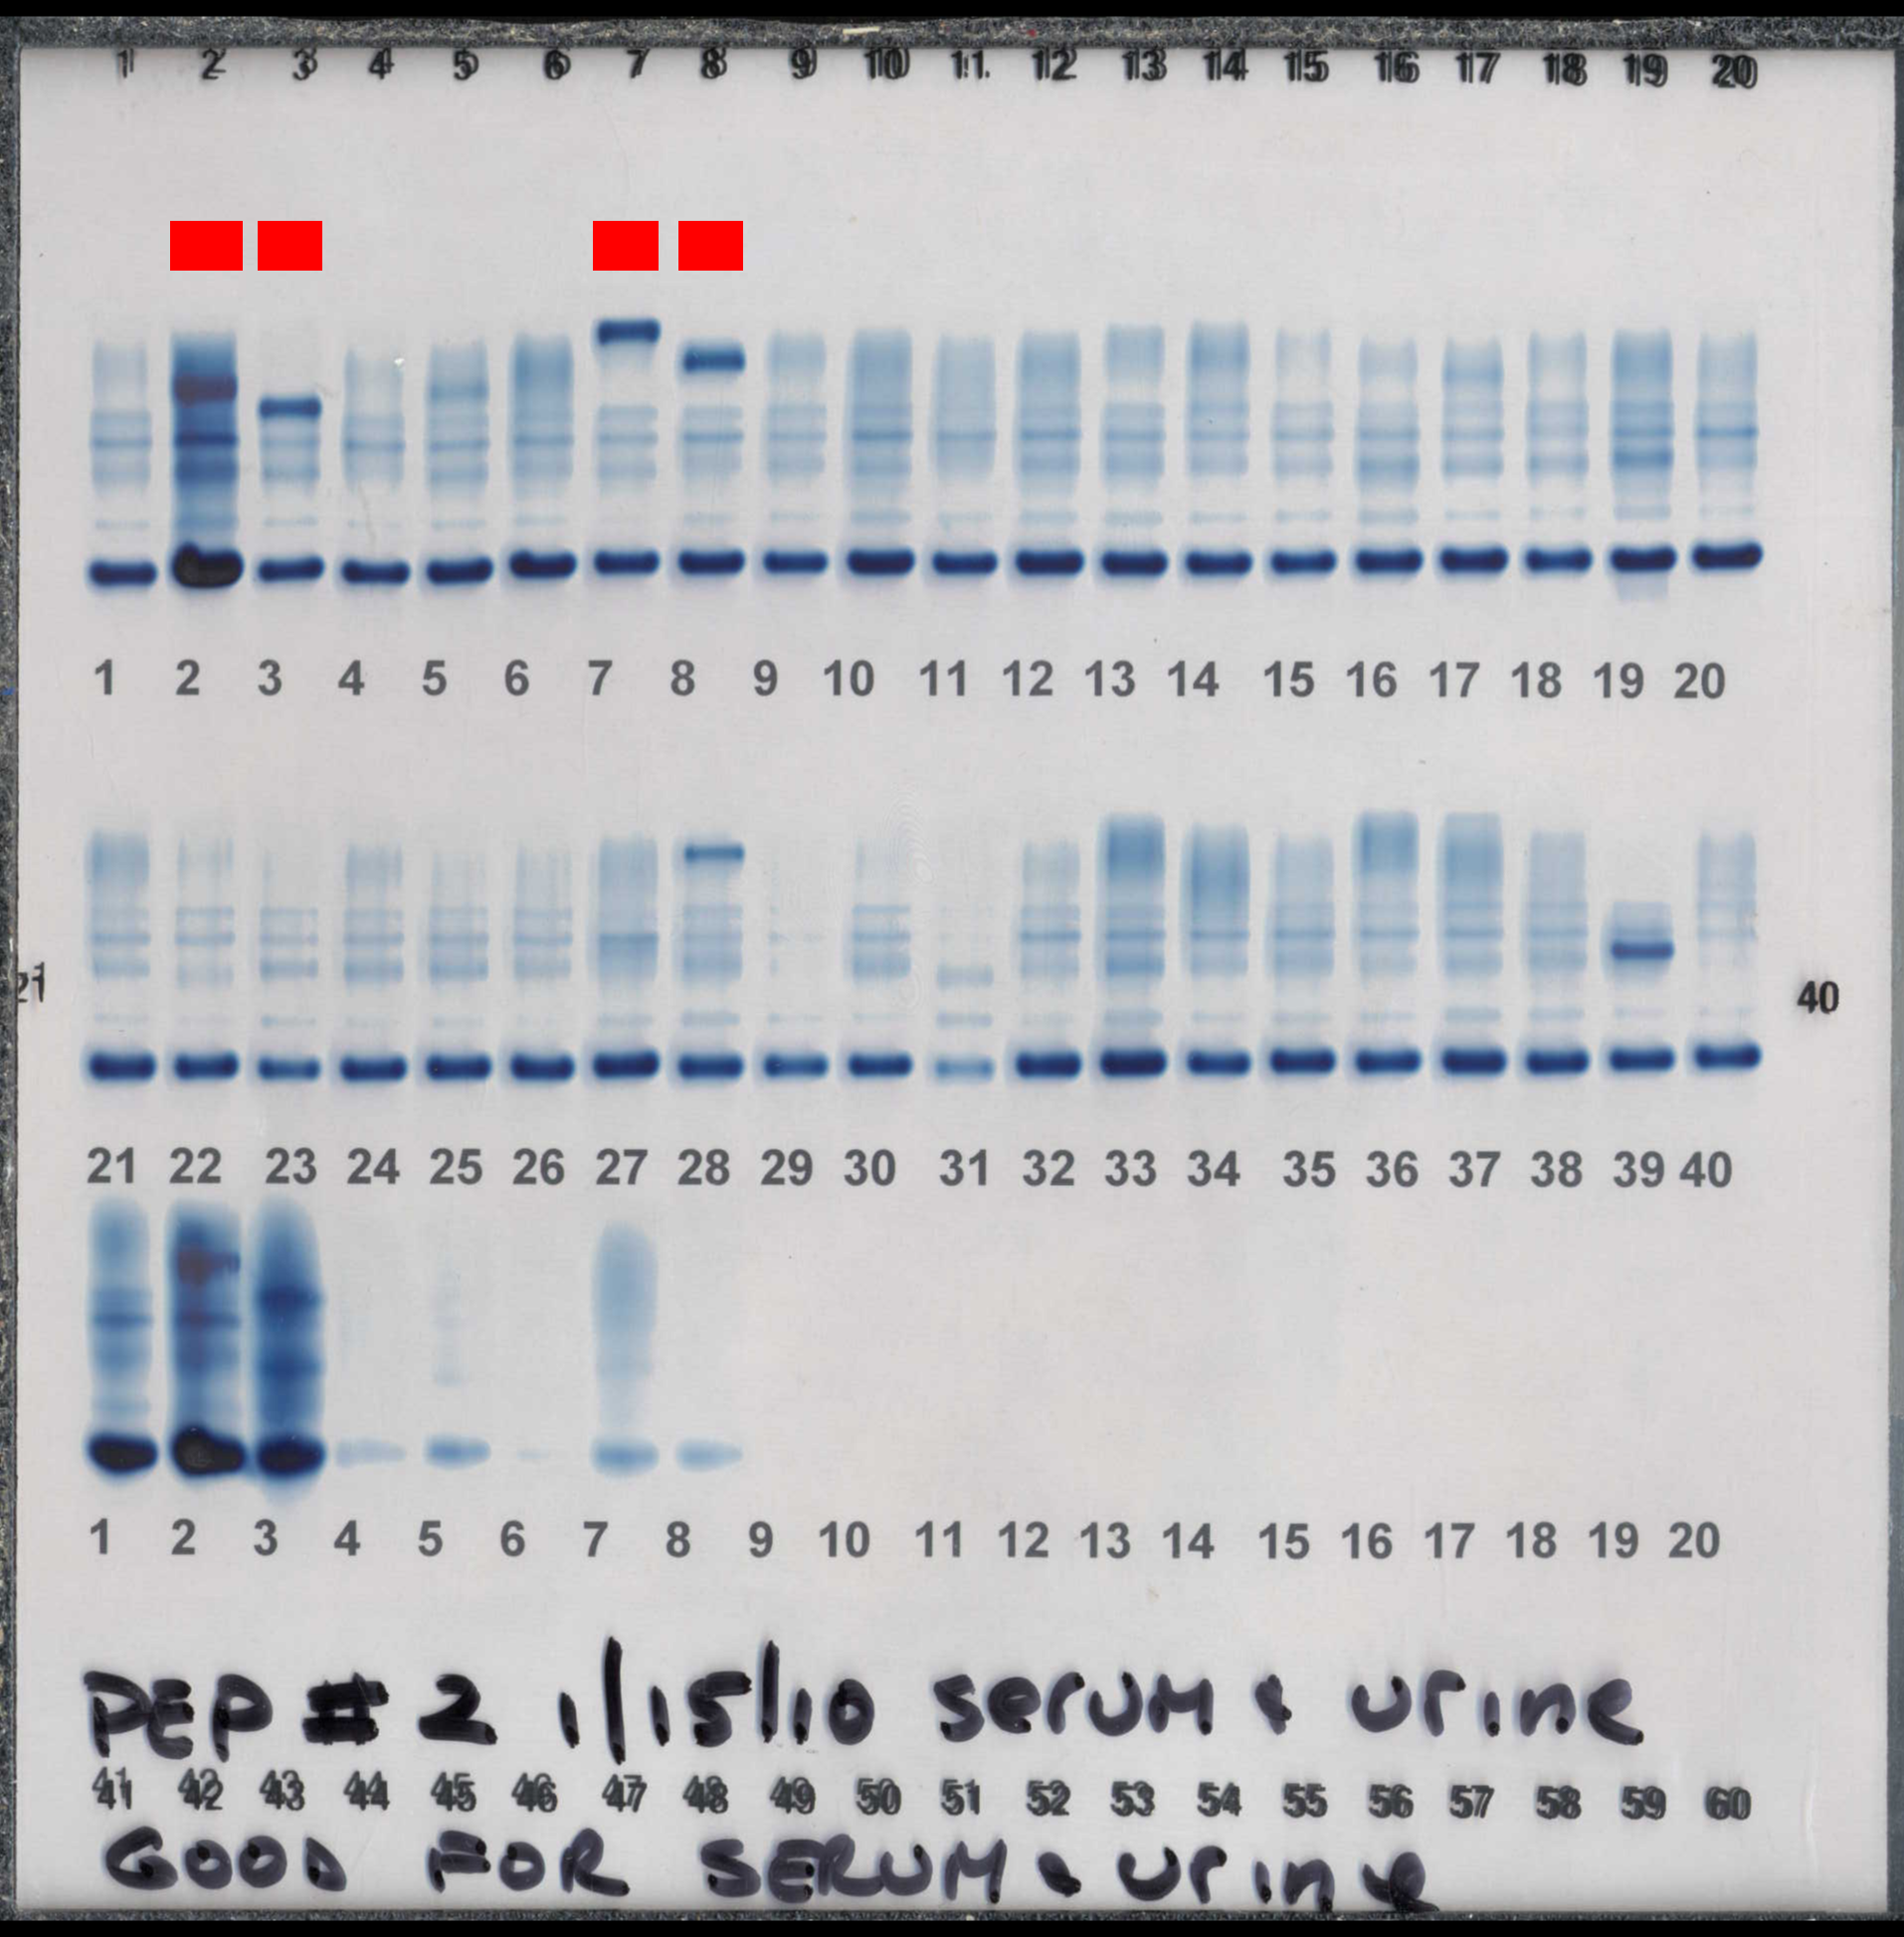 1 2 3 4 5 6 7 8 9 10 11. 12 13 14 15 16 17 18 19 20
1 2 3 4 5 6 7 8 9 10 11 12 13 14 15 16 17 18 19 20
21 40
21 22 23 24 25 26 27 28 29 30 31 32 33 34 35 36 37 38 39 40
1 2 3 4 5 6 7 8 9 10 11 12 13 14 15 16 17 18 19 20
PEP # 2 1/15/10 serum & urine
41 42 43 44 45 46 47 48 49 50 51 52 53 54 55 56 57 58 59 60
GOOD FOR SERUM & urine